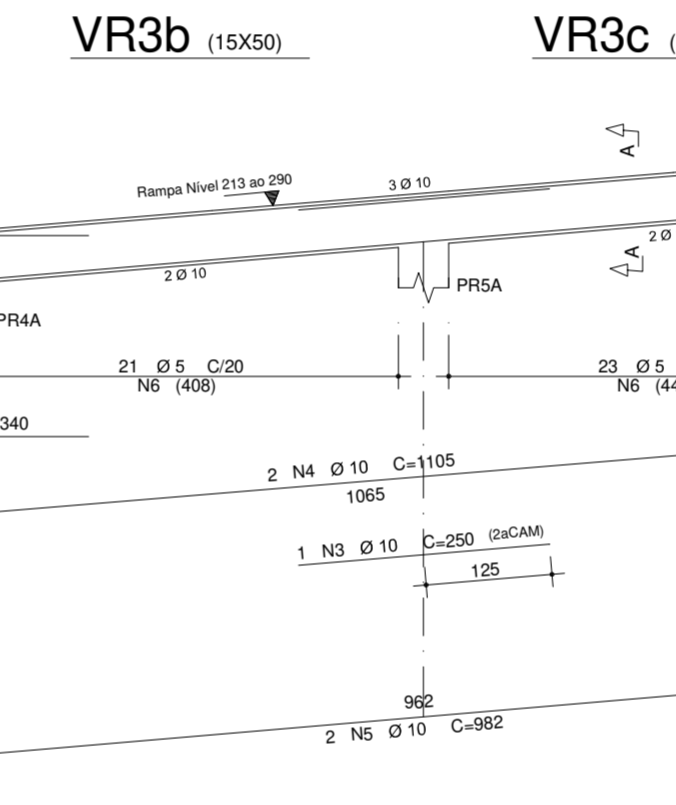 VR3b (15X50)
VR3c (
A
Rampa Nível 213 ao 290
3 Ø 10
2 Ø 10
2 Ø
A
PR5A
PR4A
21 Ø 5 C/20
N6 (408)
23 Ø 5
N6 (44
340
2 N4 Ø 10 C=1105
1065
1 N3 Ø 10 C=250 (2aCAM)
125
962
2 N5 Ø 10 C=982